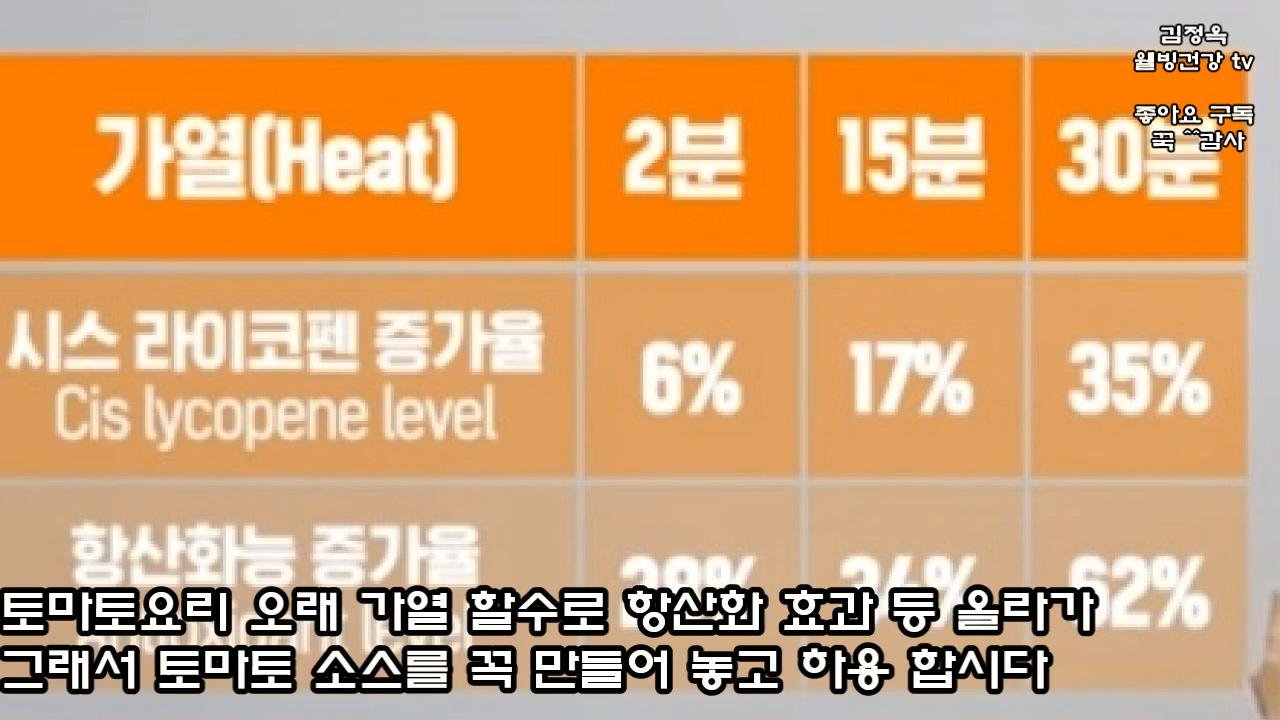 김정옥
웰빙건강 tv
좋아요 구독
꾹 ^^감사
가열(Heat) 2분 15분 30분
시스 라이코펜 증가율 6% 17% 35%
Cis lycopene level
항산화능 증가율 62%
토마토요리 오래 가열 할수로 항산화 효과 등 올라가
그래서 토마토 소스를 꼭 만들어 놓고 하용 합시다